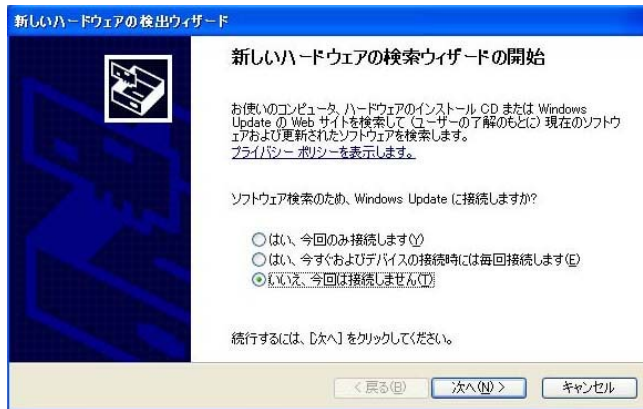 新しいハードウェアの検出ウィザード
新しいハードウェアの検索ウィザードの開始
お使いのコンピュータ、ハードウェアのインストール CD または Windows
Update の Web サイトを検索して（ユーザーの了解のもとに）現在のソフトウ
ェアおよび更新されたソフトウェアを検索します。
プライバシー ポリシーを表示します。
ソフトウェア検索のため、Windows Update に接続しますか?
はい、今回のみ接続します(Y)
はい、今すぐおよびデバイスの接続時には毎回接続します(E)
いいえ、今回は接続しません(T)
続行するには、[次へ] をクリックしてください。
< 戻る(B) 次へ(N) > キャンセル